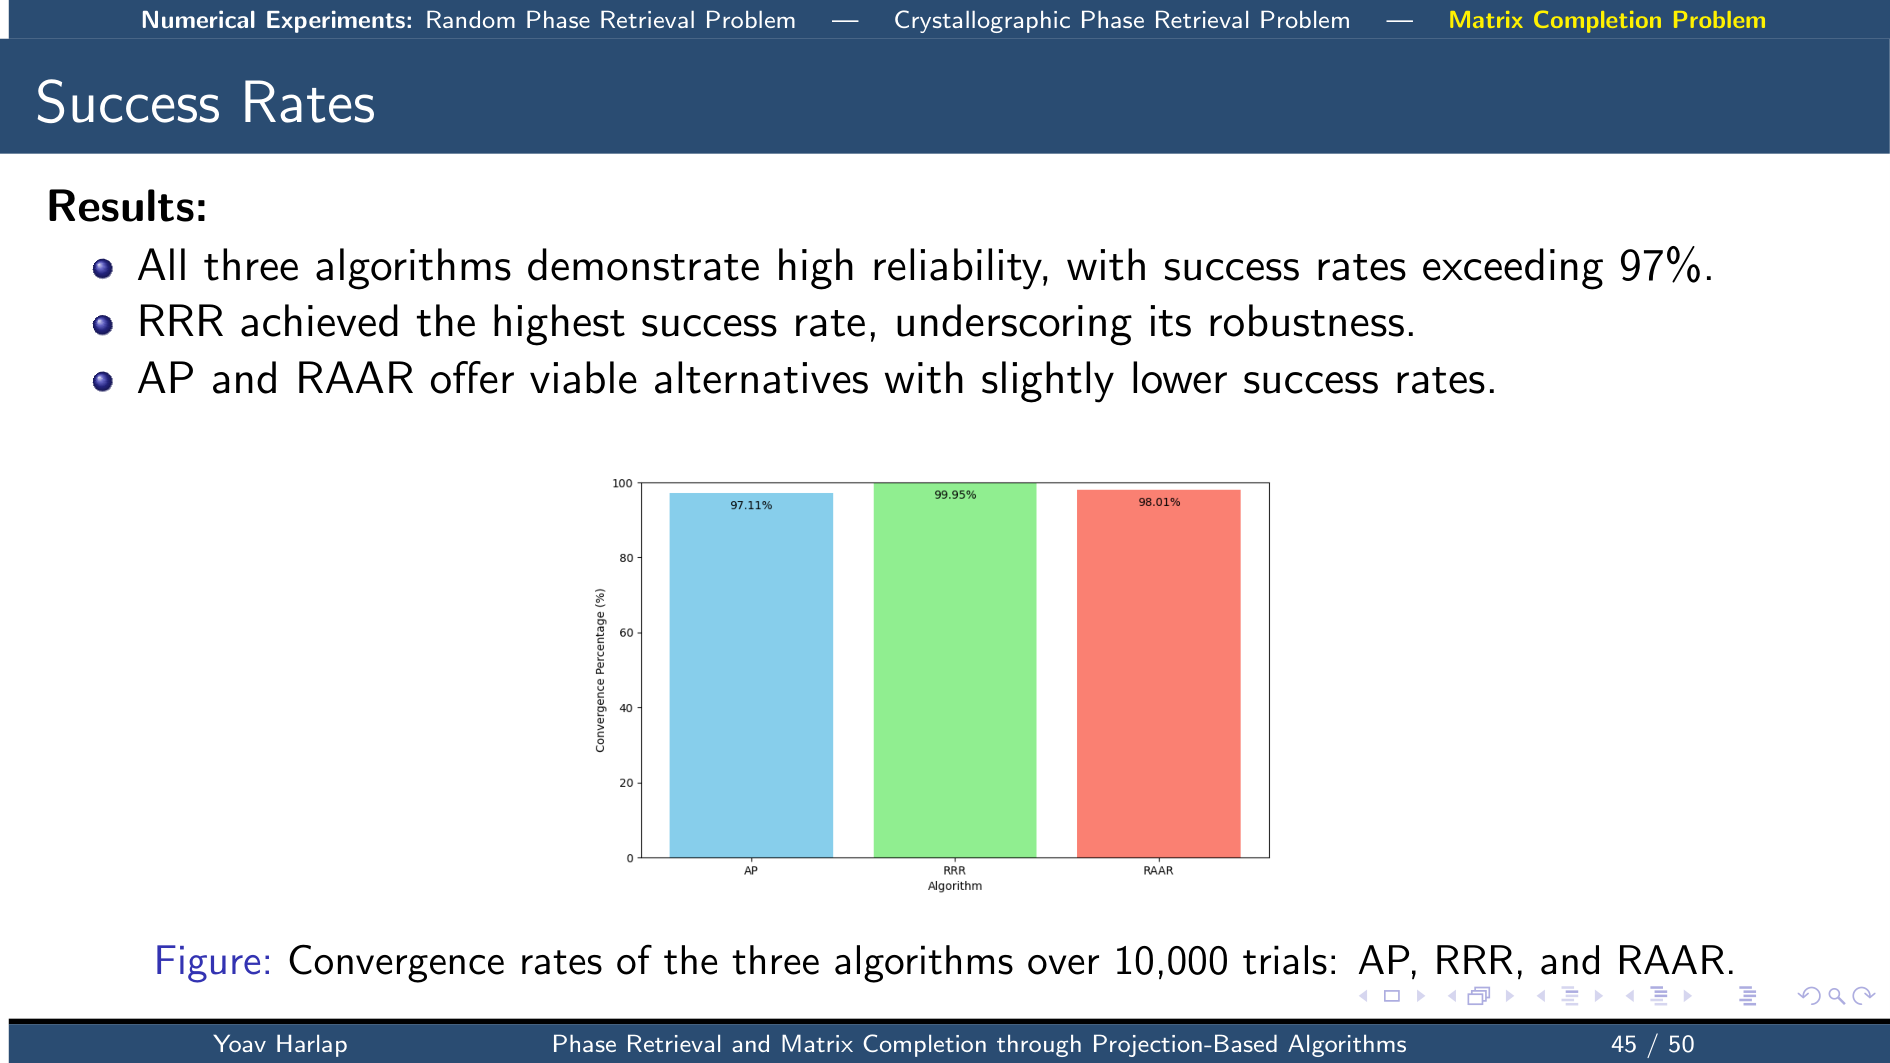 Numerical Experiments: Random Phase Retrieval Problem — Crystallographic Phase Retrieval Problem — Matrix Completion Problem
Success Rates
Results:
All three algorithms demonstrate high reliability, with success rates exceeding 97%.
RRR achieved the highest success rate, underscoring its robustness.
AP and RAAR offer viable alternatives with slightly lower success rates.
100
80
60
40
20
0
Convergence Percentage (%)
97.11%
99.95%
98.01%
AP
RRR
RAAR
Algorithm
Figure: Convergence rates of the three algorithms over 10,000 trials: AP, RRR, and RAAR.
Yoav Harlap
Phase Retrieval and Matrix Completion through Projection-Based Algorithms
45 / 50